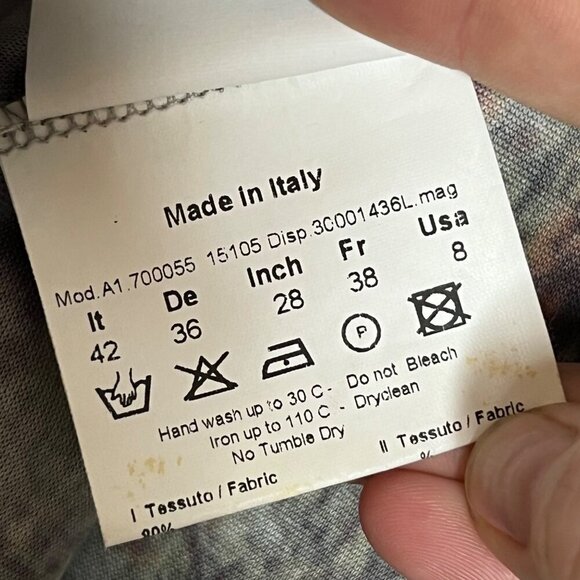 Made in Italy
Mod.A1.700055 15105 Disp.30001436L.mag
It De Inch Fr Usa
42 36 28 38 8
P
Hand wash up to 30 C - Do not Bleach
Iron up to 110 C - Dryclean
No Tumble Dry
I Tessuto / Fabric II Tessuto / Fabric
%